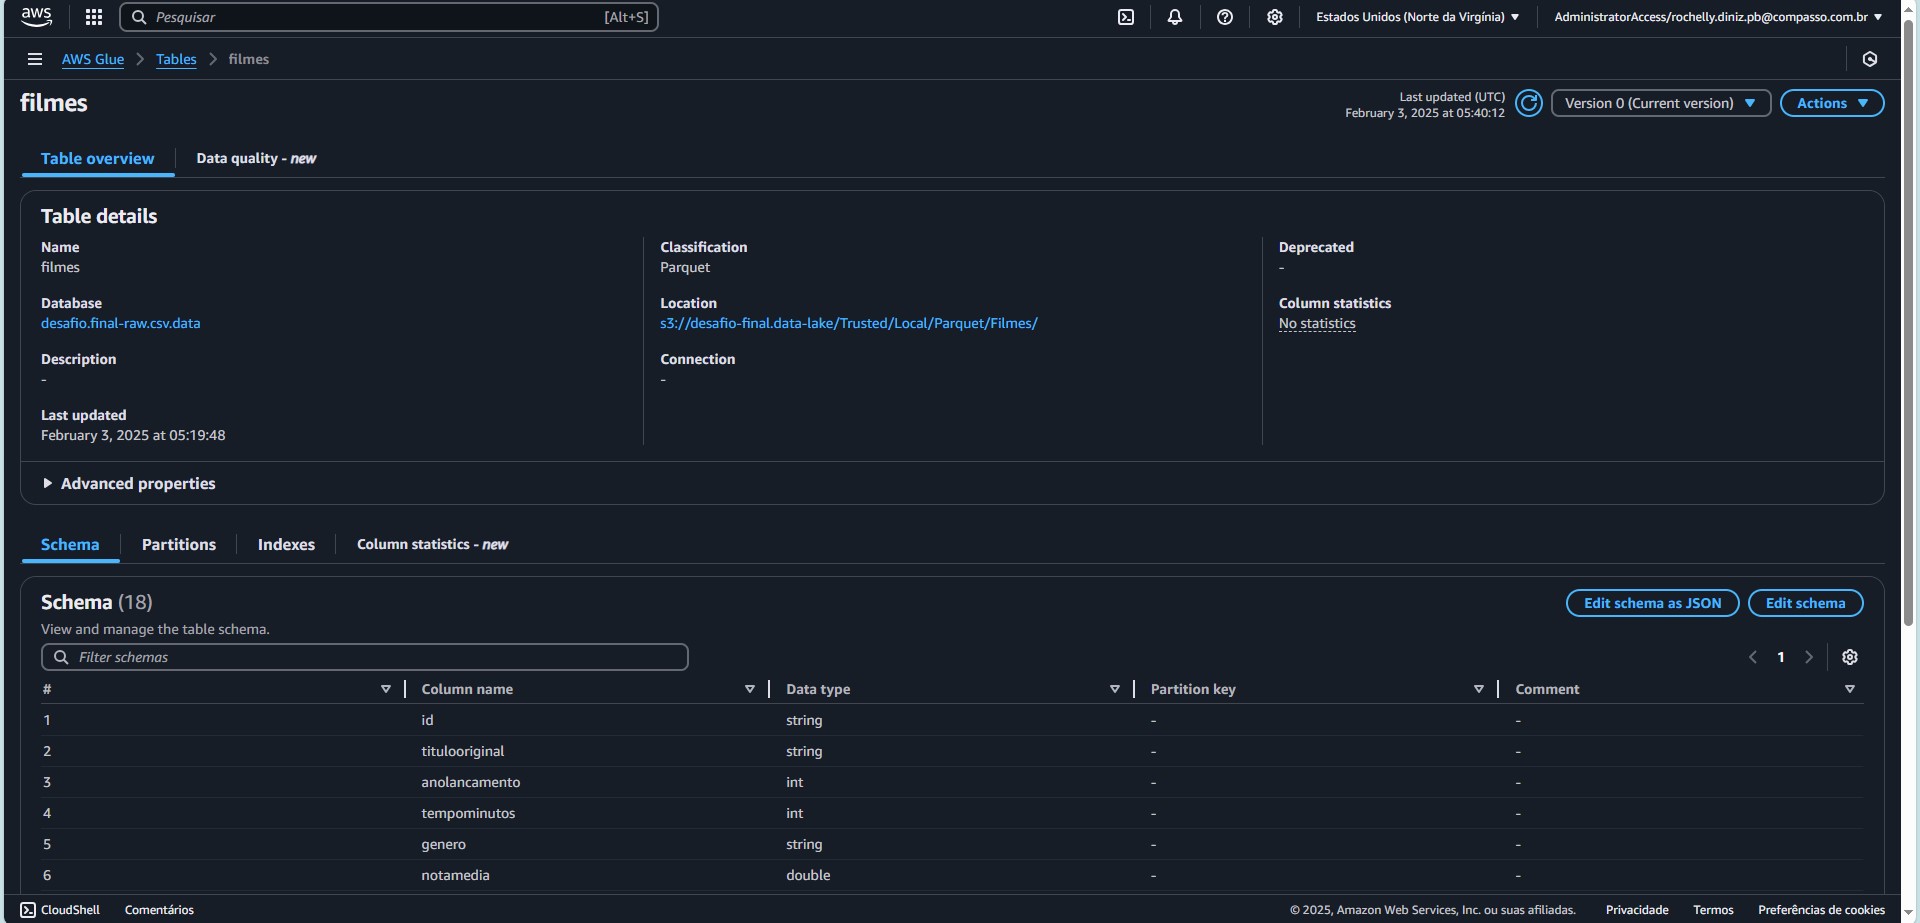 aws
Pesquisar [Alt+S]
Estados Unidos (Norte da Virgínia)
AdministratorAccess/rochelly.diniz.pb@compasso.com.br
AWS Glue
Tables
filmes
filmes
Last updated (UTC)
February 3, 2025 at 05:40:12
Version 0 (Current version)
Actions
Table overview
Data quality - new
Table details
Name
filmes
Database
desafio.final-raw.csv.data
Description
-
Last updated
February 3, 2025 at 05:19:48
Classification
Parquet
Location
s3://desafio-final.data-lake/Trusted/Local/Parquet/Filmes/
Connection
-
Deprecated
-
Column statistics
No statistics
Advanced properties
Schema
Partitions
Indexes
Column statistics - new
Schema (18)
View and manage the table schema.
Edit schema as JSON
Edit schema
Filter schemas
1
# Column name Data type Partition key Comment
1 id string - -
2 titulooriginal string - -
3 anolancamento int - -
4 tempominutos int - -
5 genero string - -
6 notamedia double - -
CloudShell
Comentários
© 2025, Amazon Web Services, Inc. ou suas afiliadas.
Privacidade
Termos
Preferências de cookies